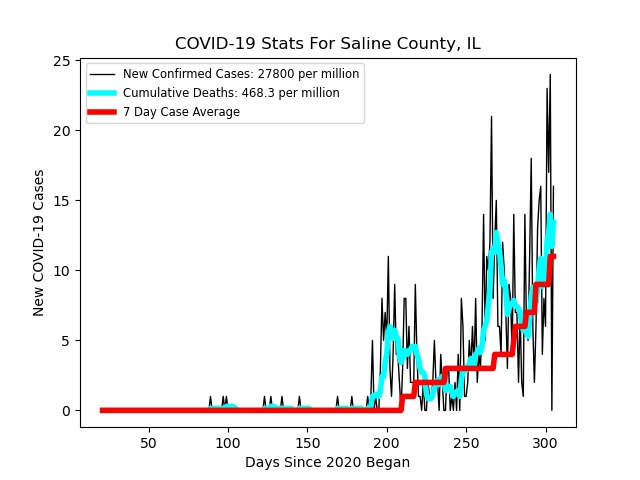 COVID-19 Stats For Saline County, IL
New Confirmed Cases: 27800 per million
Cumulative Deaths: 468.3 per million
7 Day Case Average
New COVID-19 Cases
25
20
15
10
5
0
50 100 150 200 250 300
Days Since 2020 Began